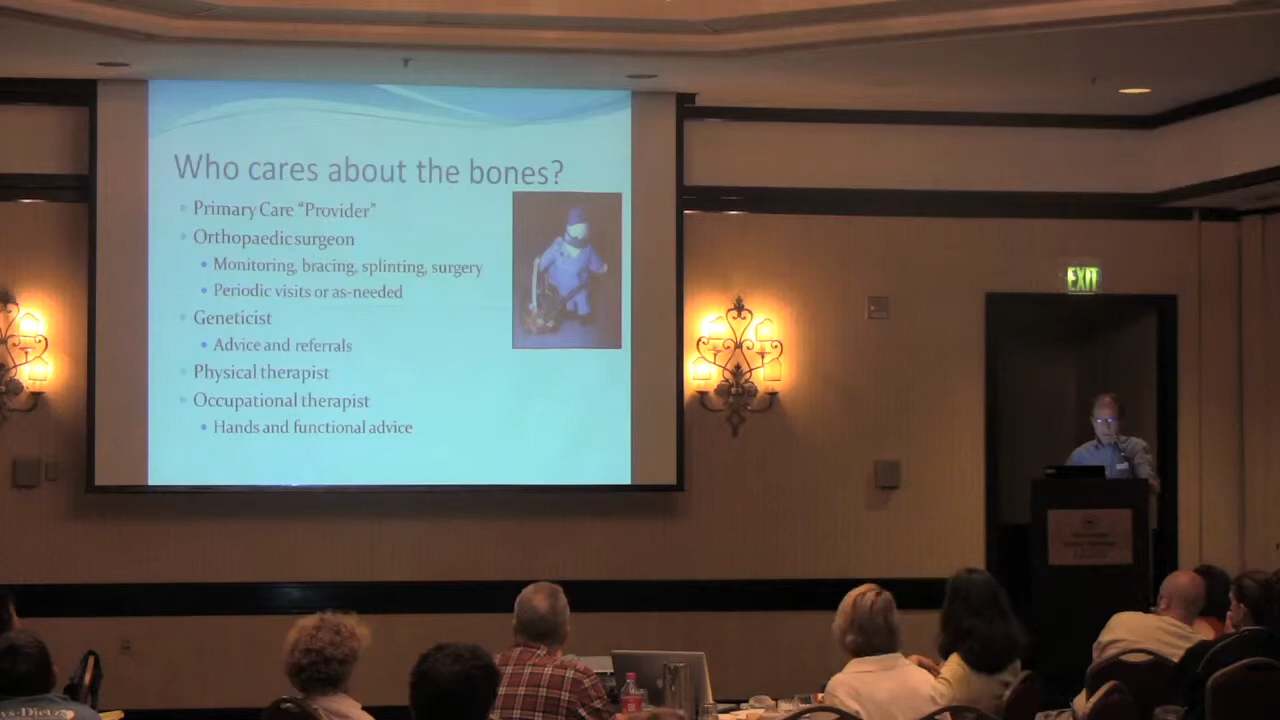 Who cares about the bones?
Primary Care “Provider”
Orthopaedic surgeon
Monitoring, bracing, splinting, surgery
Periodic visits or as-needed
Geneticist
Advice and referrals
Physical therapist
Occupational therapist
Hands and functional advice
EXIT